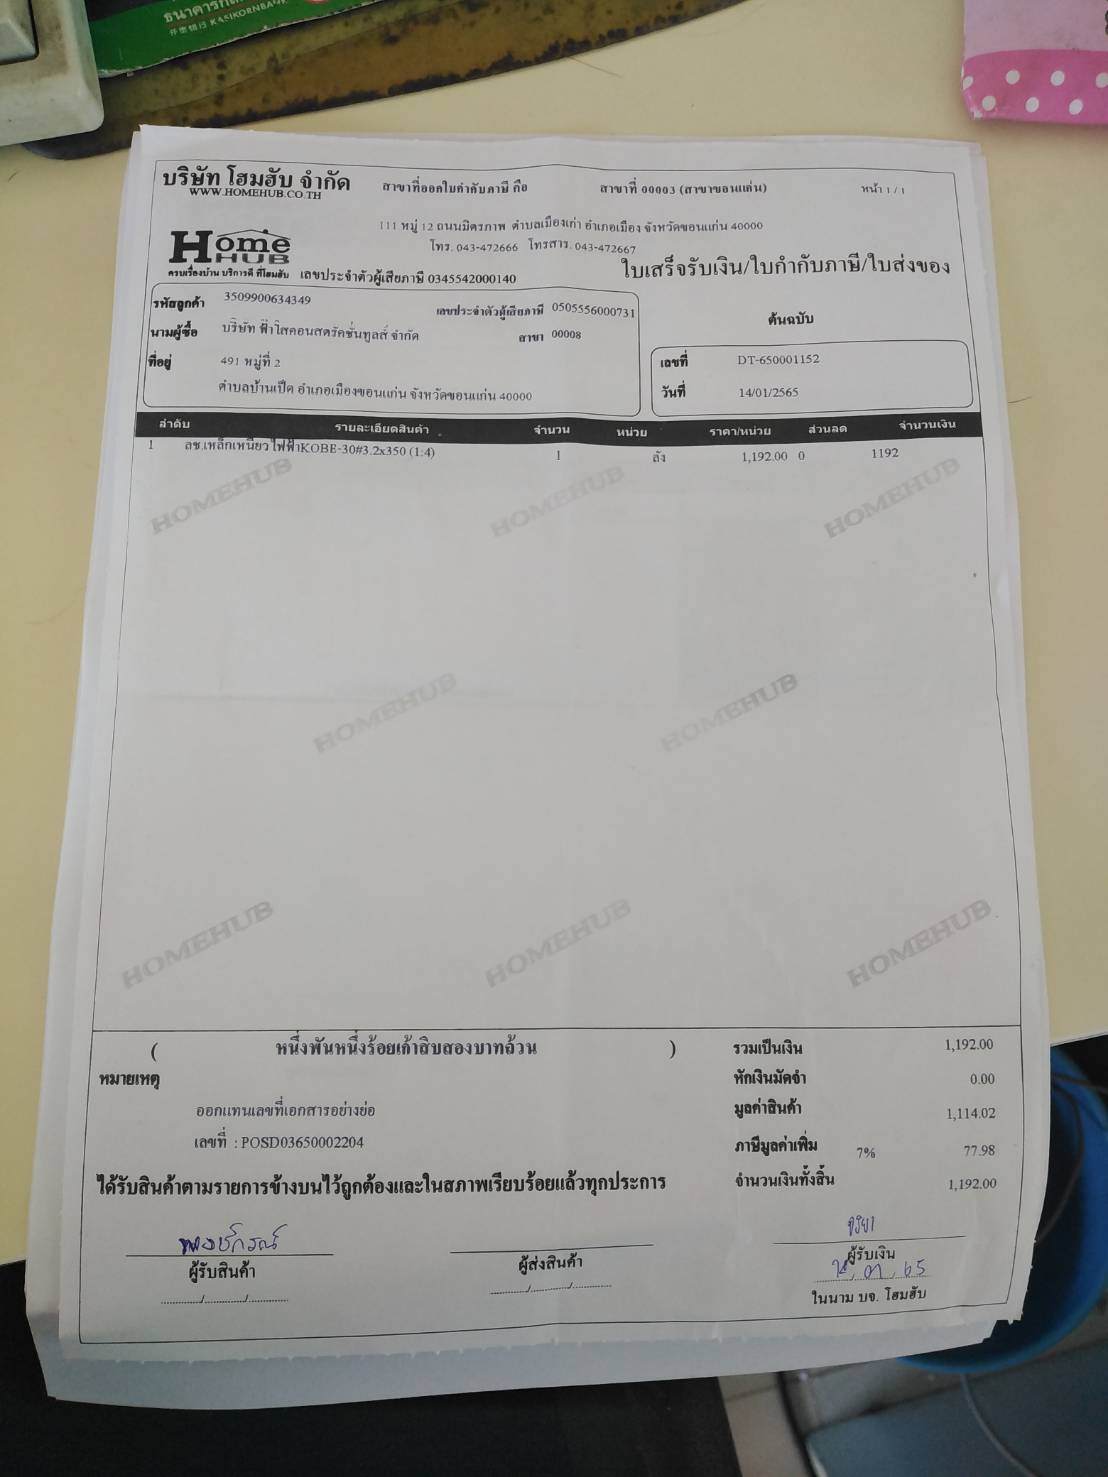 ธนาคารกสิ
开泰银行 KASIKORNBANK
บริษัท โฮมฮับ จำกัด
WWW.HOMEHUB.CO.TH
สาขาที่ออกใบกำกับภาษี คือ สาขาที่ 00003 (สาขาขอนแก่น) หน้า 1 / 1
111 หมู่ 12 ถนนมิตรภาพ ตำบลเมืองเก่า อำเภอเมือง จังหวัดขอนแก่น 40000
โทร. 043-472666 โทรสาร. 043-472667
Home HUB
ครบเรื่องบ้าน บริการดี ที่โฮมฮับ เลขประจำตัวผู้เสียภาษี 0345542000140
ใบเสร็จรับเงิน/ใบกำกับภาษี/ใบส่งของ
รหัสลูกค้า 3509900634349 เลขประจำตัวผู้เสียภาษี 0505556000731
นามผู้ซื้อ บริษัท ฟ้าใสคอนสตรัคชั่นทูลส์ จำกัด สาขา 00008
ต้นฉบับ
ที่อยู่ 491 หมู่ที่ 2
ตำบลบ้านเป็ด อำเภอเมืองขอนแก่น จังหวัดขอนแก่น 40000
เลขที่ DT-650001152
วันที่ 14/01/2565
ลำดับ รายละเอียดสินค้า จำนวน หน่วย ราคา/หน่วย ส่วนลด จำนวนเงิน
1 ลช.เหล็กเหนียวไฟฟ้าKOBE-30#3.2x350 (1:4) 1 ลัง 1,192.00 0 1192
HOMEHUB HOMEHUB HOMEHUB
HOMEHUB HOMEHUB
HOMEHUB HOMEHUB HOMEHUB
( หนึ่งพันหนึ่งร้อยเก้าสิบสองบาทถ้วน ) รวมเป็นเงิน 1,192.00
หมายเหตุ หักเงินมัดจำ 0.00
ออกแทนเลขที่เอกสารอย่างย่อ มูลค่าสินค้า 1,114.02
เลขที่ : POSD03650002204 ภาษีมูลค่าเพิ่ม 7% 77.98
ได้รับสินค้าตามรายการข้างบนไว้ถูกต้องและในสภาพเรียบร้อยแล้วทุกประการ จำนวนเงินทั้งสิ้น 1,192.00
ผู้รับสินค้า ผู้ส่งสินค้า ผู้รับเงิน
ในนาม บจ. โฮมฮับ